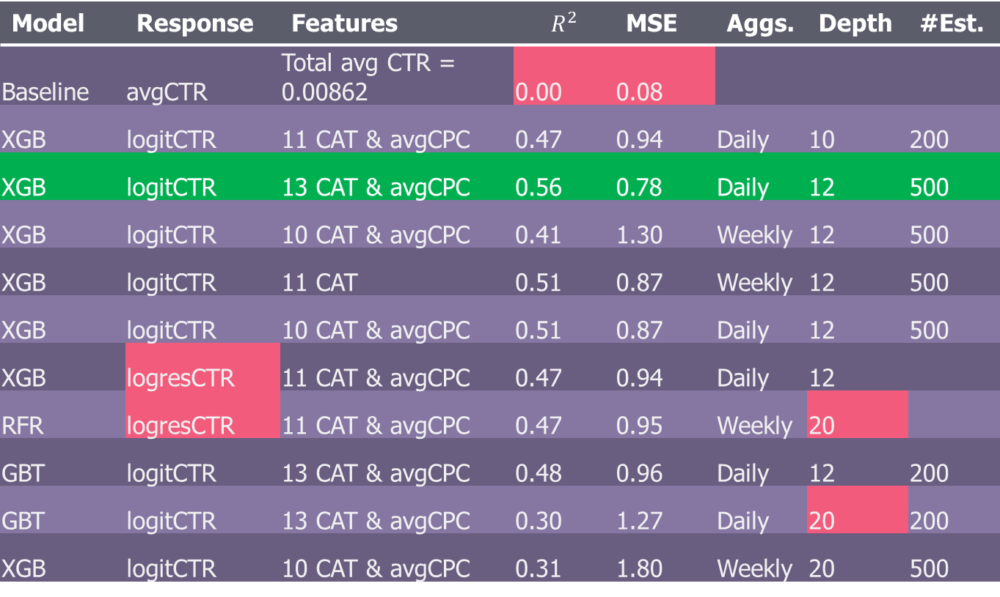 Model Response Features R² MSE Aggs. Depth #Est.
Total avg CTR =
Baseline avgCTR 0.00862 0.00 0.08
XGB logitCTR 11 CAT & avgCPC 0.47 0.94 Daily 10 200
XGB logitCTR 13 CAT & avgCPC 0.56 0.78 Daily 12 500
XGB logitCTR 10 CAT & avgCPC 0.41 1.30 Weekly 12 500
XGB logitCTR 11 CAT 0.51 0.87 Weekly 12 500
XGB logitCTR 10 CAT & avgCPC 0.51 0.87 Daily 12 500
XGB logresCTR 11 CAT & avgCPC 0.47 0.94 Daily 12
RFR logresCTR 11 CAT & avgCPC 0.47 0.95 Weekly 20
GBT logitCTR 13 CAT & avgCPC 0.48 0.96 Daily 12 200
GBT logitCTR 13 CAT & avgCPC 0.30 1.27 Daily 20 200
XGB logitCTR 10 CAT & avgCPC 0.31 1.80 Weekly 20 500